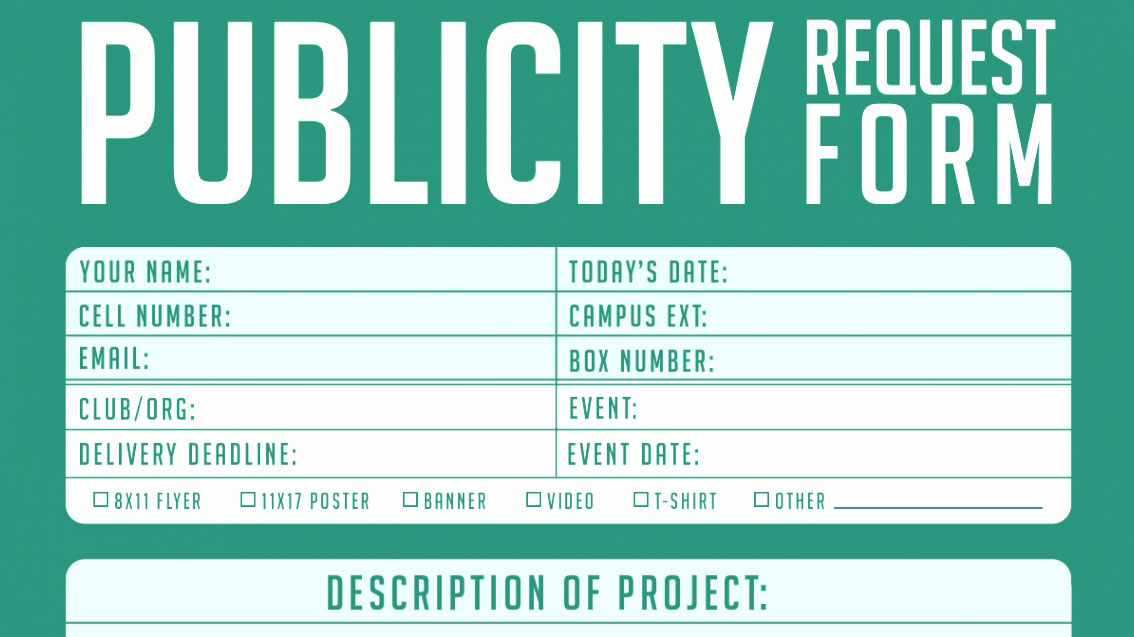 PUBLICITY REQUEST FORM
YOUR NAME: TODAY'S DATE:
CELL NUMBER: CAMPUS EXT:
EMAIL: BOX NUMBER:
CLUB/ORG: EVENT:
DELIVERY DEADLINE: EVENT DATE:
8X11 FLYER 11X17 POSTER BANNER VIDEO T-SHIRT OTHER
DESCRIPTION OF PROJECT: